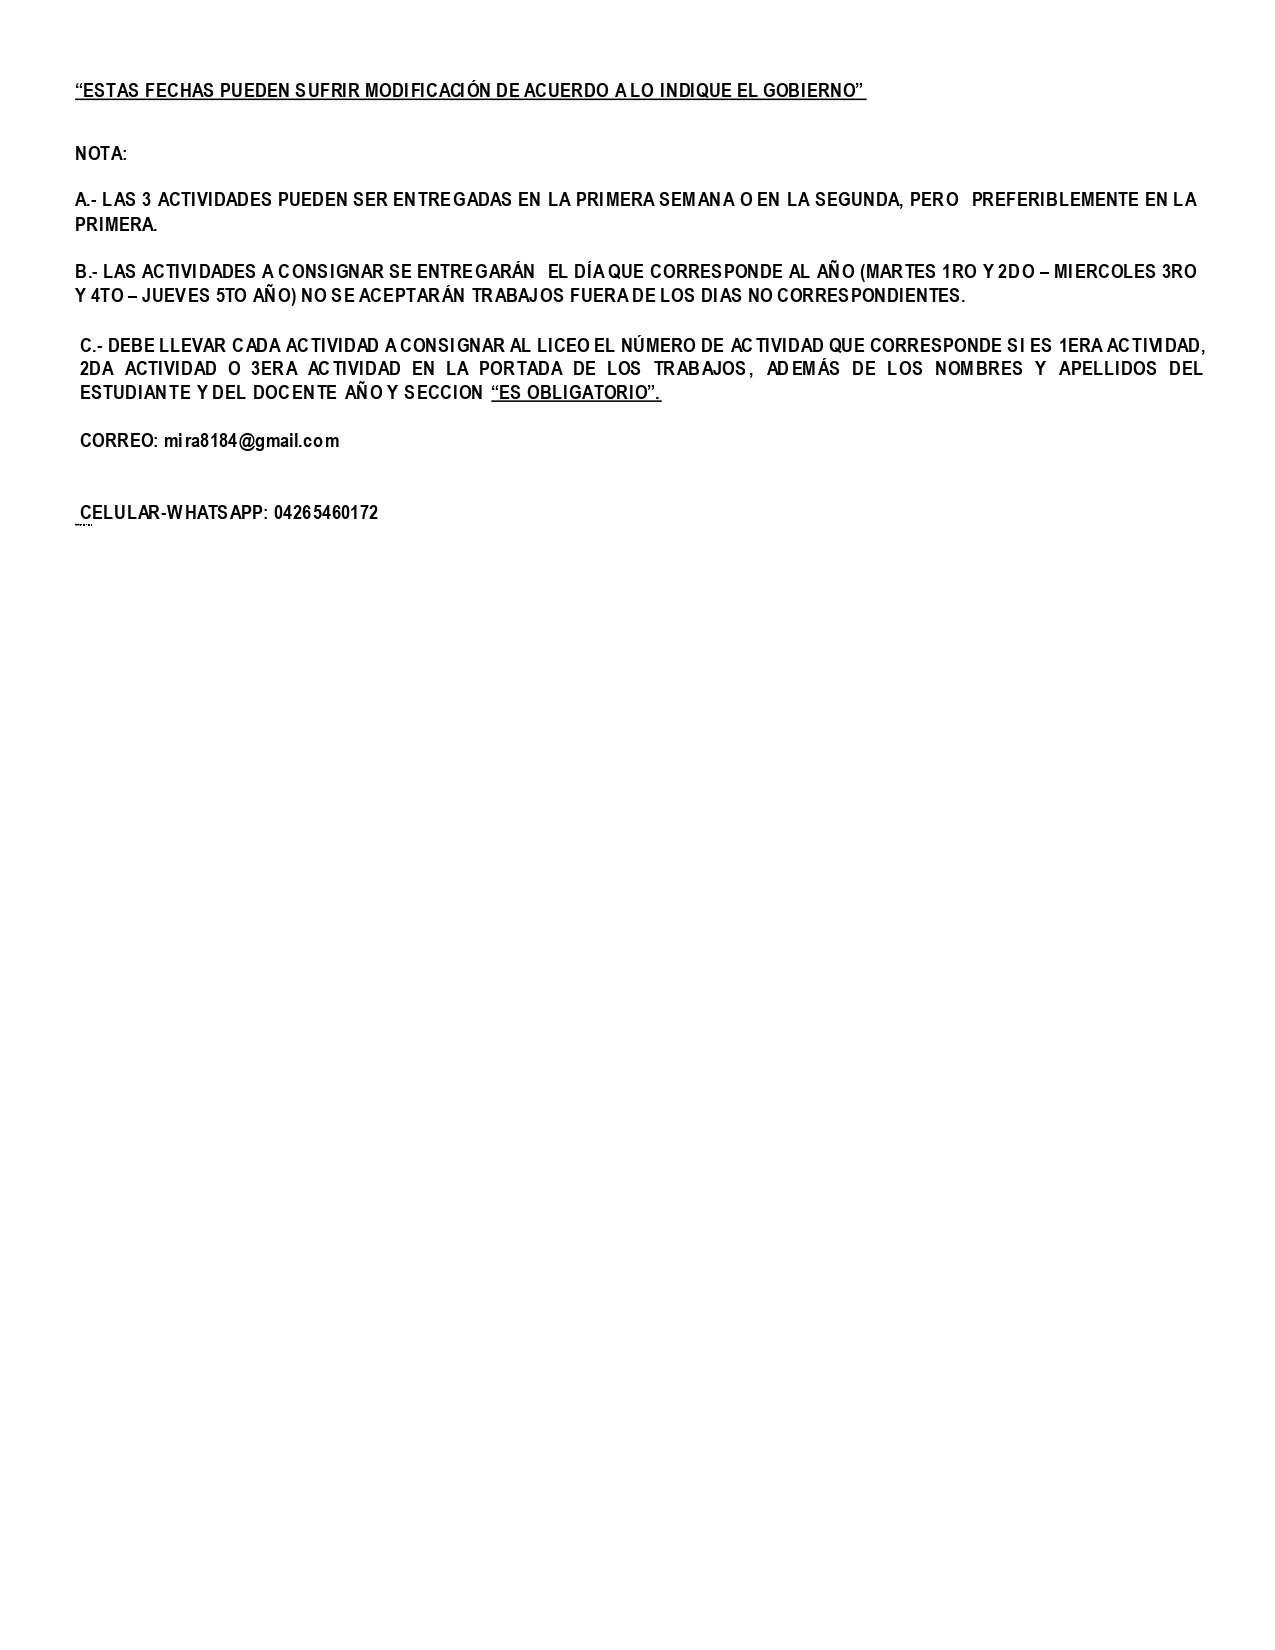 “ESTAS FECHAS PUEDEN SUFRIR MODIFICACIÓN DE ACUERDO A LO INDIQUE EL GOBIERNO”
NOTA:
A.- LAS 3 ACTIVIDADES PUEDEN SER ENTREGADAS EN LA PRIMERA SEMANA O EN LA SEGUNDA, PERO PREFERIBLEMENTE EN LA
PRIMERA.
B.- LAS ACTIVIDADES A CONSIGNAR SE ENTREGARÁN EL DÍA QUE CORRESPONDE AL AÑO (MARTES 1RO Y 2DO – MIERCOLES 3RO
Y 4TO – JUEVES 5TO AÑO) NO SE ACEPTARÁN TRABAJOS FUERA DE LOS DIAS NO CORRESPONDIENTES.
C.- DEBE LLEVAR CADA ACTIVIDAD A CONSIGNAR AL LICEO EL NÚMERO DE ACTIVIDAD QUE CORRESPONDE SI ES 1ERA ACTIVIDAD,
2DA ACTIVIDAD O 3ERA ACTIVIDAD EN LA PORTADA DE LOS TRABAJOS, ADEMÁS DE LOS NOMBRES Y APELLIDOS DEL
ESTUDIANTE Y DEL DOCENTE AÑO Y SECCION “ES OBLIGATORIO”.
CORREO: mira8184@gmail.com
CELULAR-WHATSAPP: 04265460172